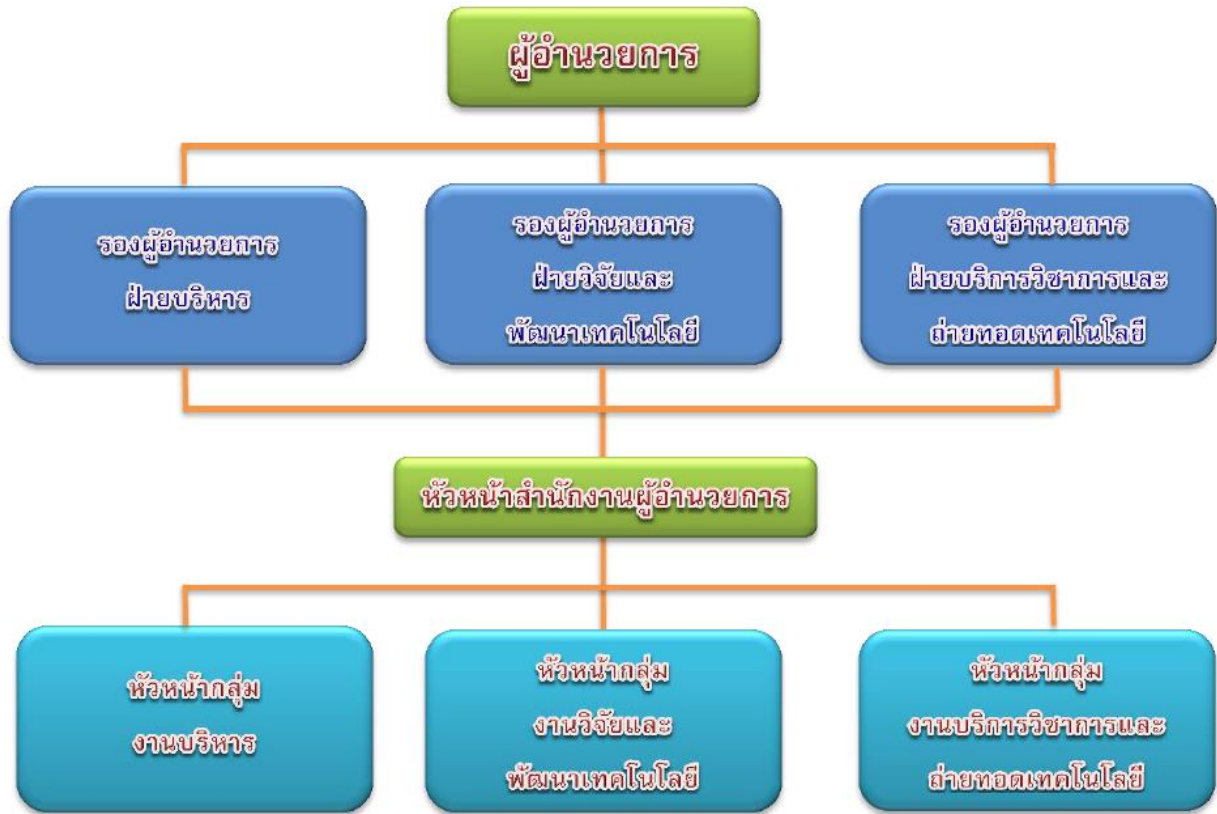 ผู้อำนวยการ
รองผู้อำนวยการ
ฝ่ายบริหาร
รองผู้อำนวยการ
ฝ่ายวิจัยและ
พัฒนาเทคโนโลยี
รองผู้อำนวยการ
ฝ่ายบริการวิชาการและ
ถ่ายทอดเทคโนโลยี
หัวหน้าสำนักงานผู้อำนวยการ
หัวหน้ากลุ่ม
งานบริหาร
หัวหน้ากลุ่ม
งานวิจัยและ
พัฒนาเทคโนโลยี
หัวหน้ากลุ่ม
งานบริการวิชาการและ
ถ่ายทอดเทคโนโลยี